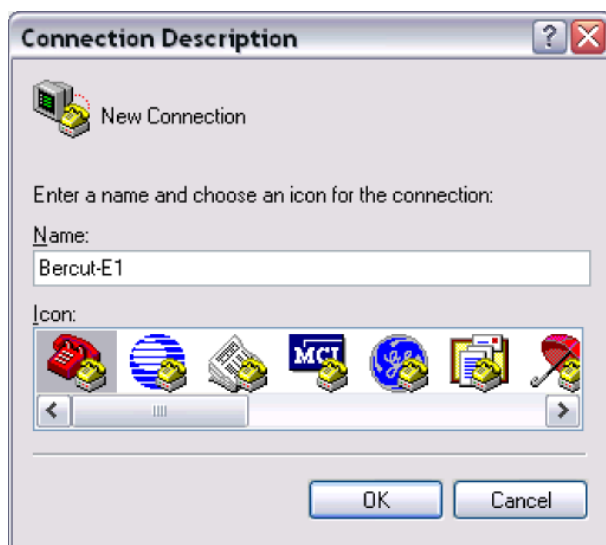 Connection Description
New Connection
Enter a name and choose an icon for the connection:
Name:
Bercut-E1
Icon:
MCI
OK
Cancel